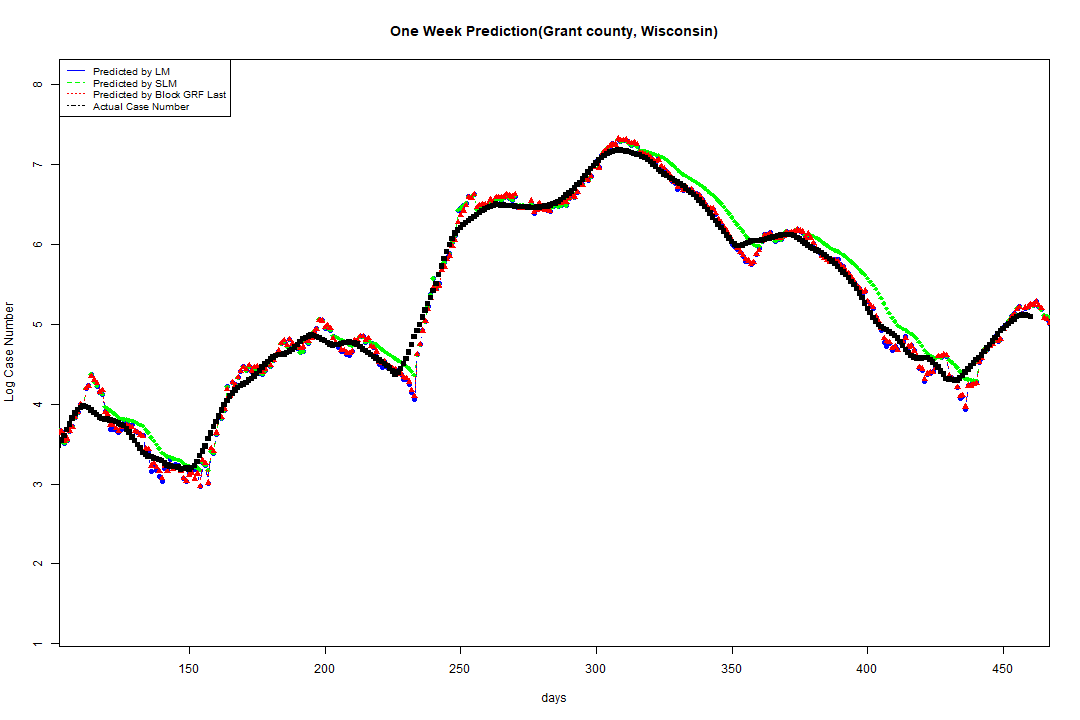 One Week Prediction(Grant county, Wisconsin)
Predicted by LM
Predicted by SLM
Predicted by Block GRF Last
Actual Case Number
8
7
6
5
4
3
2
1
Log Case Number
150 200 250 300 350 400 450
days